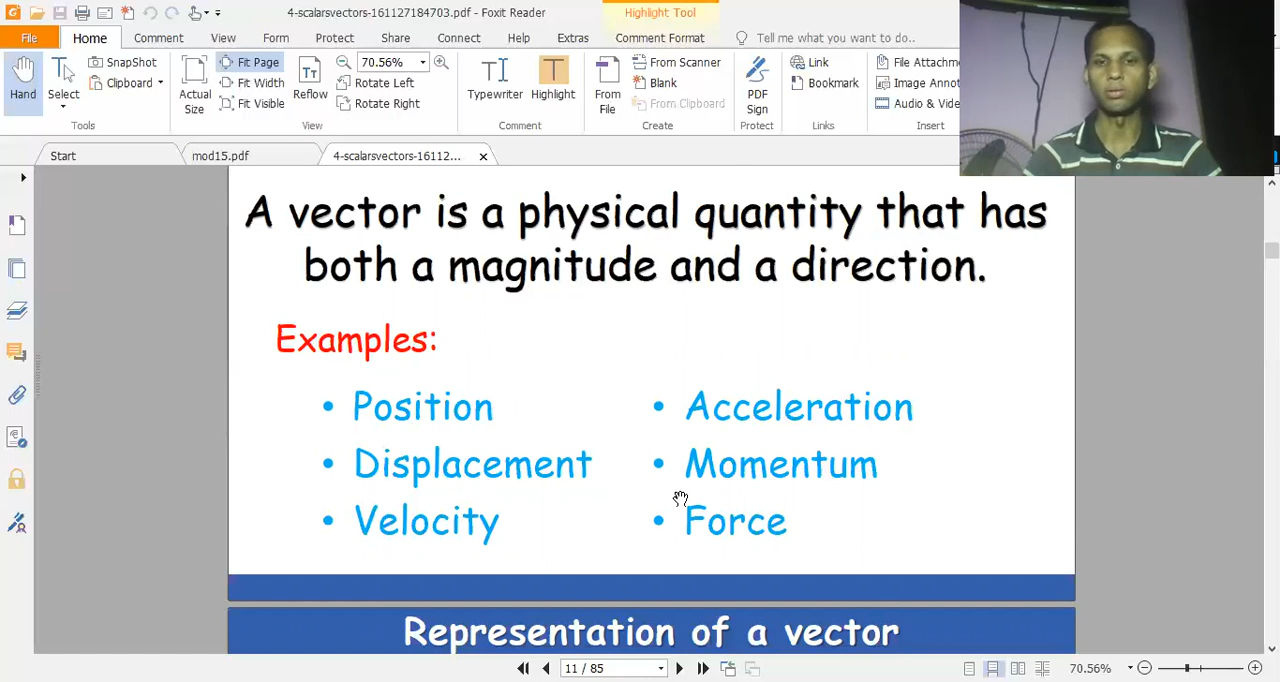 4-scalarsvectors-161127184703.pdf - Foxit Reader
Highlight Tool
File
Home
Comment
View
Form
Protect
Share
Connect
Help
Extras
Comment Format
Tell me what you want to do..
Hand
Select
SnapShot
Clipboard
Tools
Actual Size
Fit Page
Fit Width
Fit Visible
Reflow
70.56%
Rotate Left
Rotate Right
View
Typewriter
Highlight
Comment
From File
From Scanner
Blank
From Clipboard
Create
PDF Sign
Protect
Link
Bookmark
Links
File Attachm
Image Annot
Audio & Vide
Insert
Start
mod15.pdf
4-scalarsvectors-16112...
A vector is a physical quantity that has
both a magnitude and a direction.
Examples:
• Position
• Displacement
• Velocity
• Acceleration
• Momentum
• Force
Representation of a vector
11 / 85
70.56%